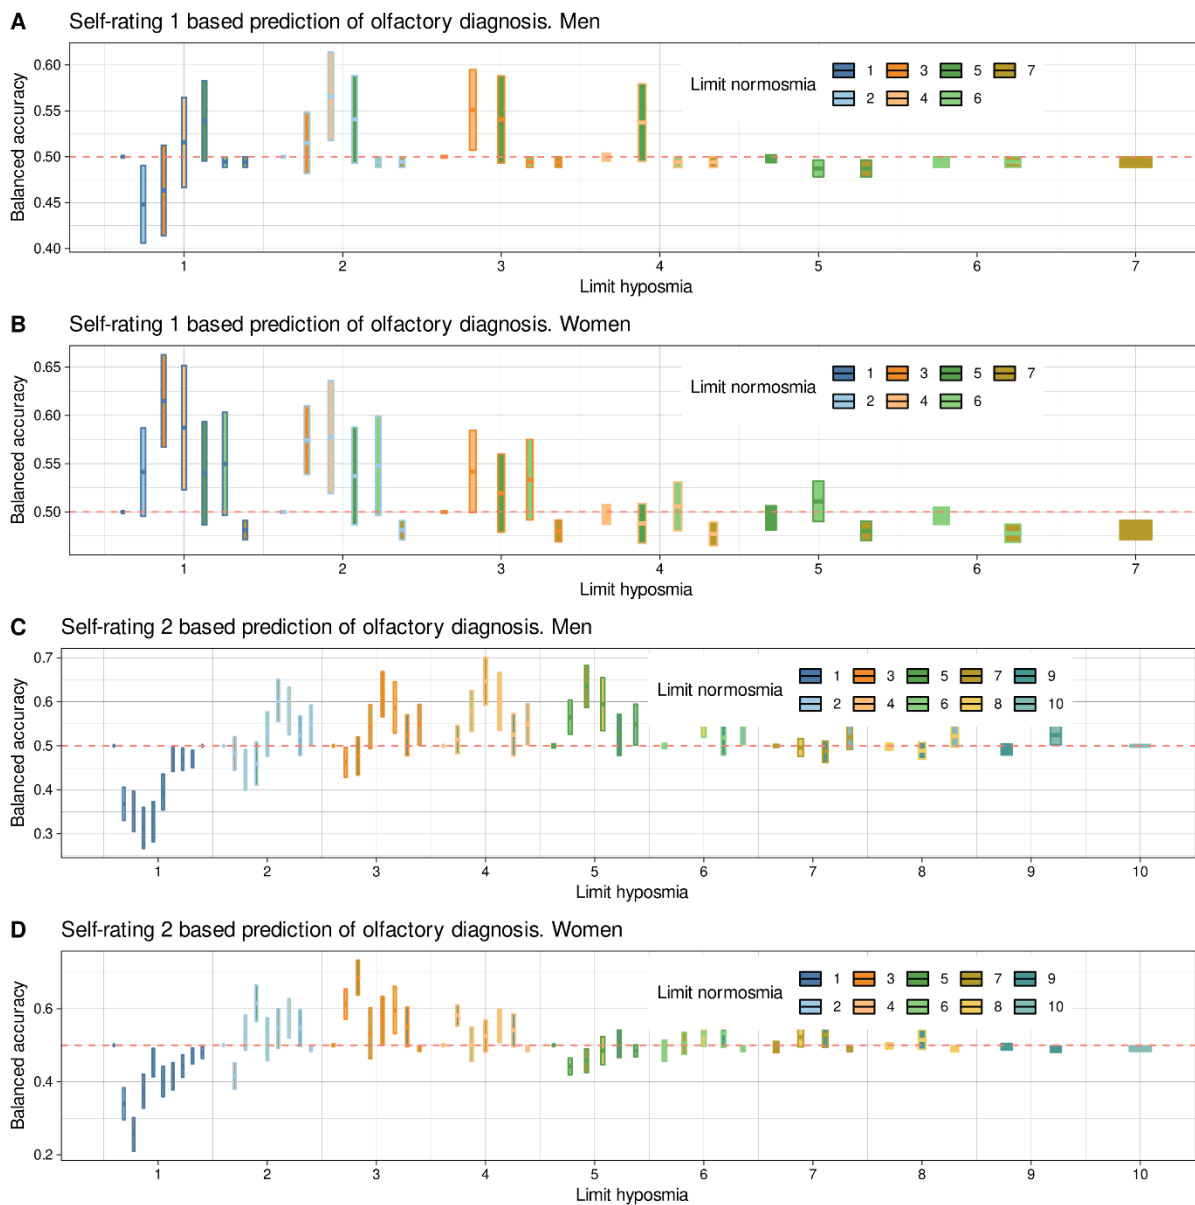 A Self-rating 1 based prediction of olfactory diagnosis. Men
Balanced accuracy
0.60
0.55
0.50
0.45
0.40
Limit normosmia
1 3 5 7
2 4 6
1 2 3 4 5 6 7
Limit hyposmia
B Self-rating 1 based prediction of olfactory diagnosis. Women
Balanced accuracy
0.65
0.60
0.55
0.50
Limit normosmia
1 3 5 7
2 4 6
1 2 3 4 5 6 7
Limit hyposmia
C Self-rating 2 based prediction of olfactory diagnosis. Men
Balanced accuracy
0.7
0.6
0.5
0.4
0.3
Limit normosmia
1 3 5 7 9
2 4 6 8 10
1 2 3 4 5 6 7 8 9 10
Limit hyposmia
D Self-rating 2 based prediction of olfactory diagnosis. Women
Balanced accuracy
0.6
0.4
0.2
Limit normosmia
1 3 5 7 9
2 4 6 8 10
1 2 3 4 5 6 7 8 9 10
Limit hyposmia